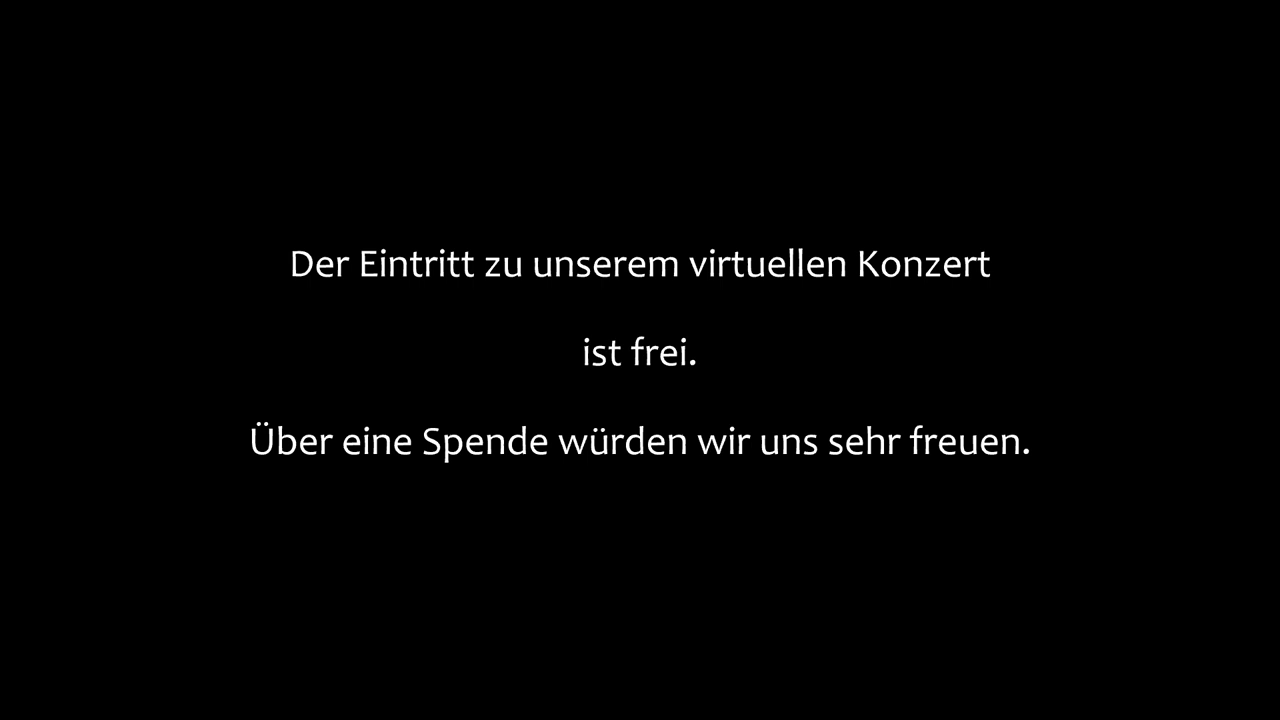 Der Eintritt zu unserem virtuellen Konzert
ist frei.
Über eine Spende würden wir uns sehr freuen.